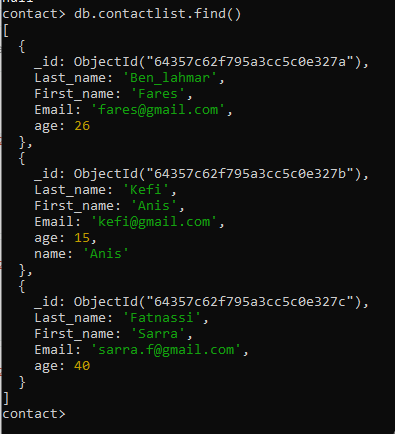 null
contact> db.contactlist.find()
[
  {
    _id: ObjectId("64357c62f795a3cc5c0e327a"),
    Last_name: 'Ben_lahmar',
    First_name: 'Fares',
    Email: 'fares@gmail.com',
    age: 26
  },
  {
    _id: ObjectId("64357c62f795a3cc5c0e327b"),
    Last_name: 'Kefi',
    First_name: 'Anis',
    Email: 'kefi@gmail.com',
    age: 15,
    name: 'Anis'
  },
  {
    _id: ObjectId("64357c62f795a3cc5c0e327c"),
    Last_name: 'Fatnassi',
    First_name: 'Sarra',
    Email: 'sarra.f@gmail.com',
    age: 40
  }
]
contact>